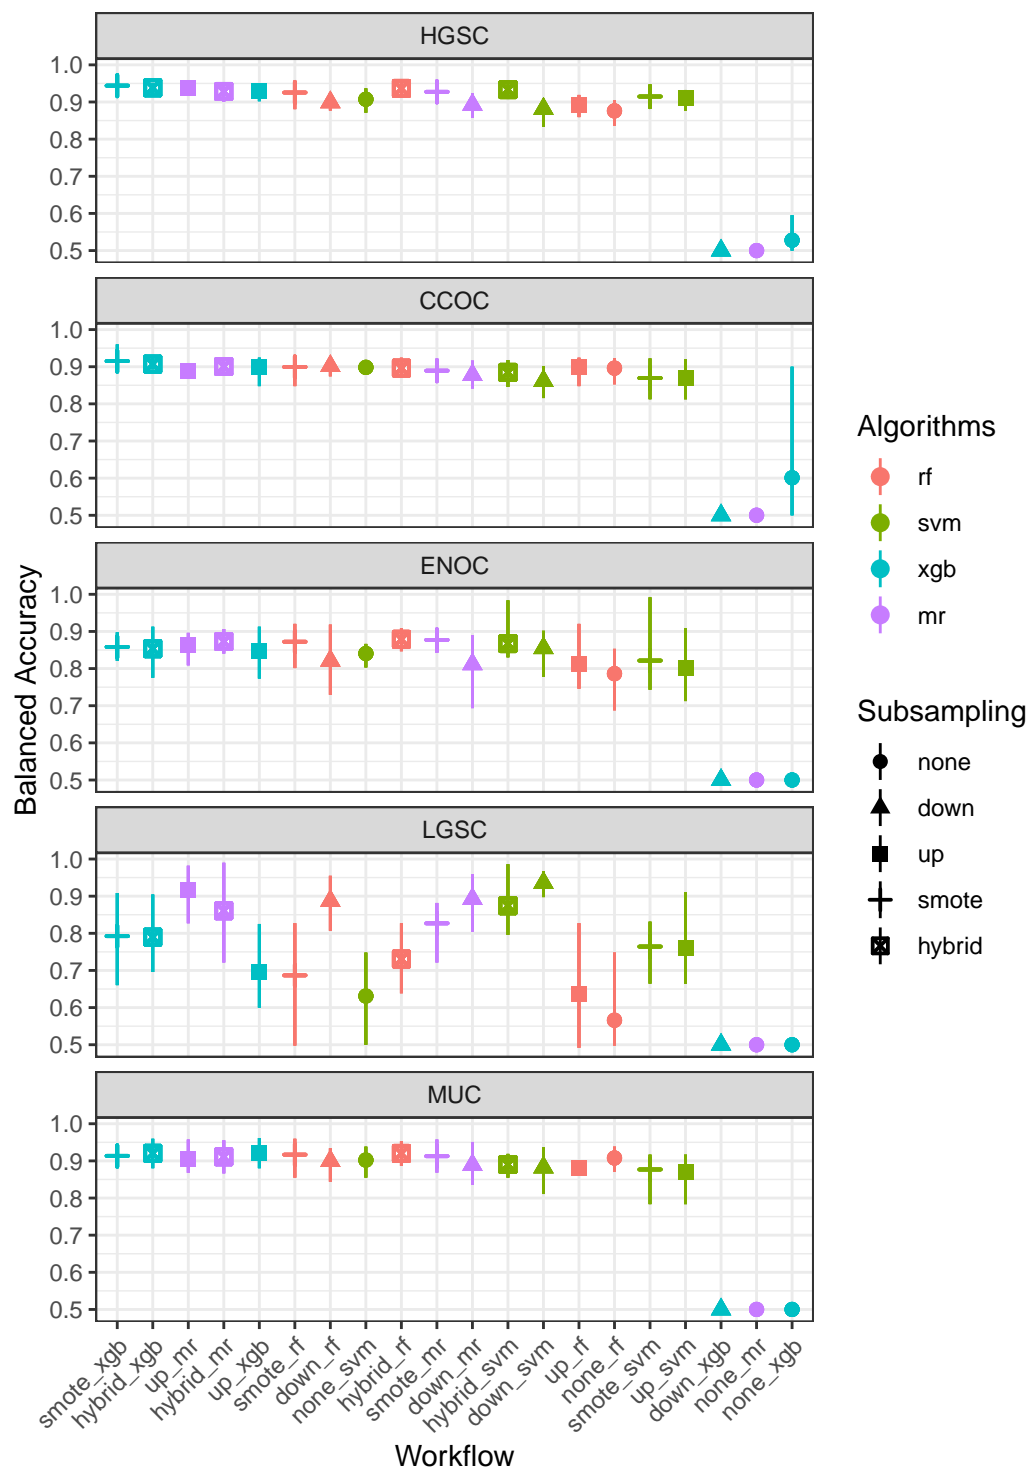 HGSC
1.0
0.9
0.8
0.7
0.6
0.5
CCOC
1.0
0.9
0.8
0.7
0.6
0.5
ENOC
1.0
0.9
0.8
0.7
0.6
0.5
LGSC
1.0
0.9
0.8
0.7
0.6
0.5
MUC
1.0
0.9
0.8
0.7
0.6
0.5
Balanced Accuracy
smote_xgb
hybrid_xgb
up_mr
hybrid_mr
up_xgb
smote_rf
down_rf
none_svm
hybrid_rf
smote_mr
down_mr
hybrid_svm
down_svm
up_rf
none_rf
smote_svm
up_svm
down_xgb
none_mr
none_xgb
Workflow
Algorithms
rf
svm
xgb
mr
Subsampling
none
down
up
smote
hybrid